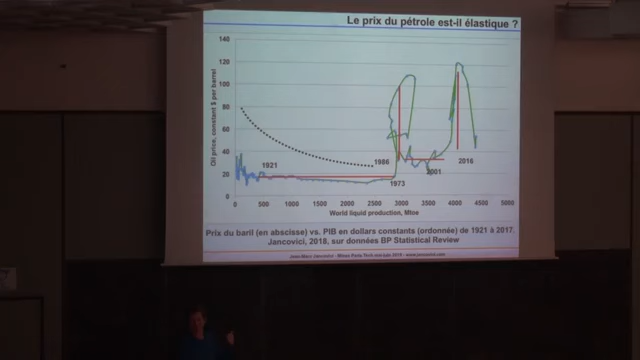 Le prix du pétrole est-il élastique ?
140
120
100
80
60
40
20
0
Oil price, constant $ per barrel
1921
1986
1973
2001
2016
0 500 1000 1500 2000 2500 3000 3500 4000 4500 5000
World liquid production, Mtoe
Prix du baril (en abscisse) vs. PIB en dollars constants (ordonnée) de 1921 à 2017.
Jancovici, 2018, sur données BP Statistical Review